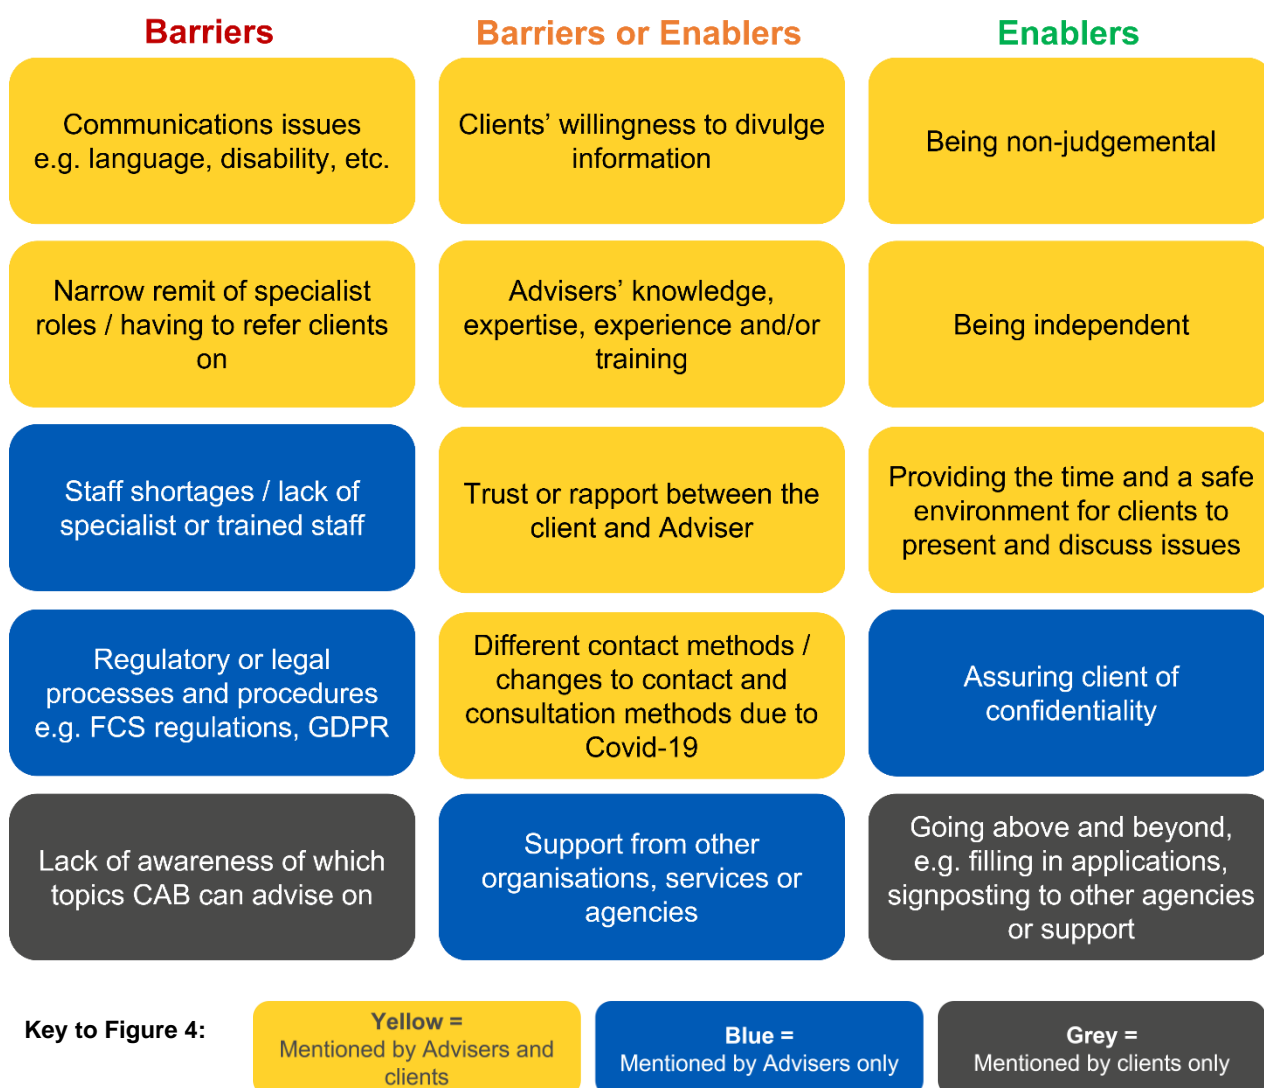 Barriers
Barriers or Enablers
Enablers
Communications issues
e.g. language, disability, etc.
Clients’ willingness to divulge
information
Being non-judgemental
Narrow remit of specialist
roles / having to refer clients
on
Advisers’ knowledge,
expertise, experience and/or
training
Being independent
Staff shortages / lack of
specialist or trained staff
Trust or rapport between the
client and Adviser
Providing the time and a safe
environment for clients to
present and discuss issues
Regulatory or legal
processes and procedures
e.g. FCS regulations, GDPR
Different contact methods /
changes to contact and
consultation methods due to
Covid-19
Assuring client of
confidentiality
Lack of awareness of which
topics CAB can advise on
Support from other
organisations, services or
agencies
Going above and beyond,
e.g. filling in applications,
signposting to other agencies
or support
Key to Figure 4:
Yellow =
Mentioned by Advisers and
clients
Blue =
Mentioned by Advisers only
Grey =
Mentioned by clients only